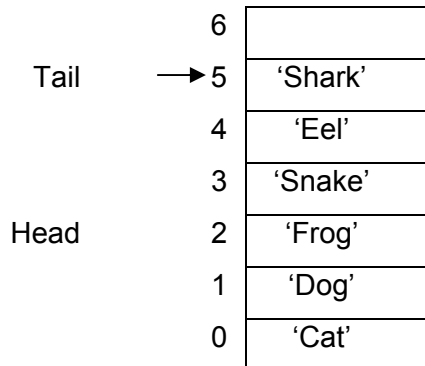 6
Tail 5 ‘Shark’
4 ‘Eel’
3 ‘Snake’
Head 2 ‘Frog’
1 ‘Dog’
0 ‘Cat’